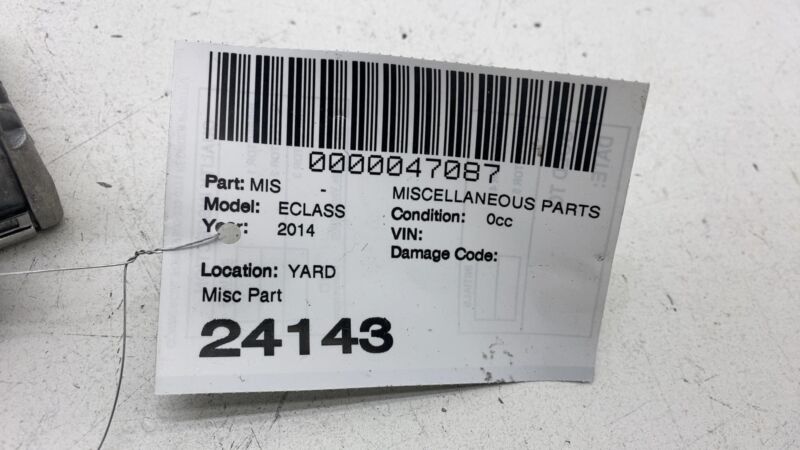 0000047087
Part: MIS - MISCELLANEOUS PARTS
Model: ECLASS Condition: 0cc
Year: 2014 VIN:
Damage Code:
Location: YARD
Misc Part
24143